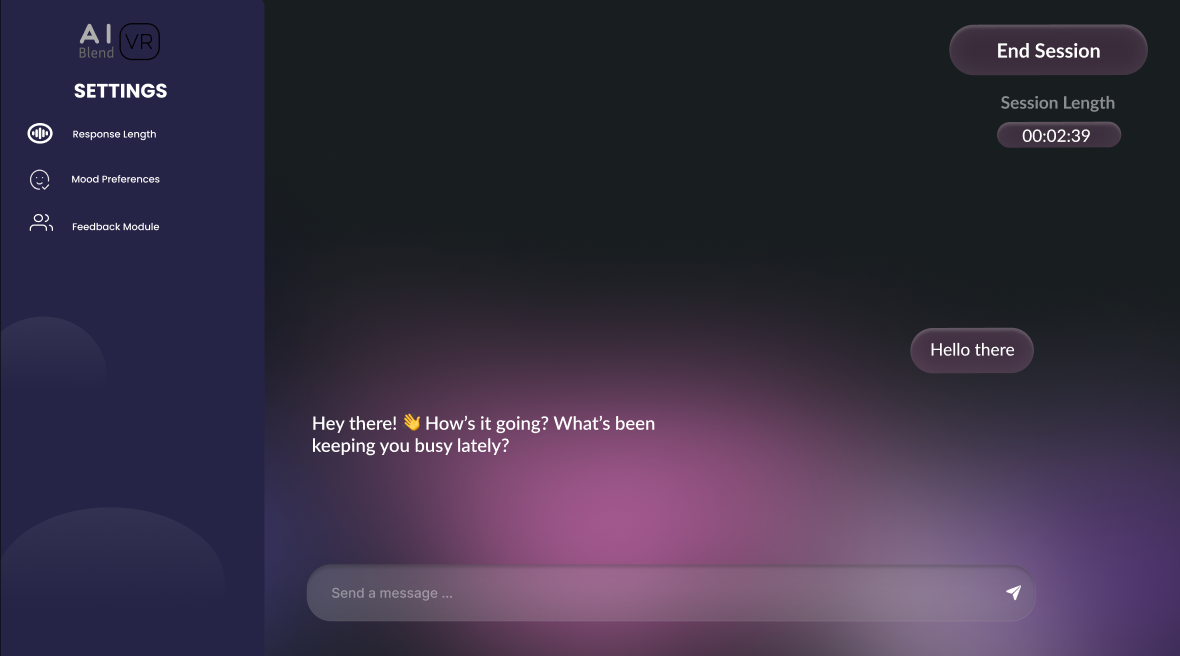 AI
Blend
VR
SETTINGS
Response Length
Mood Preferences
Feedback Module
End Session
Session Length
00:02:39
Hello there
Hey there! 👋 How's it going? What's been
keeping you busy lately?
Send a message ...